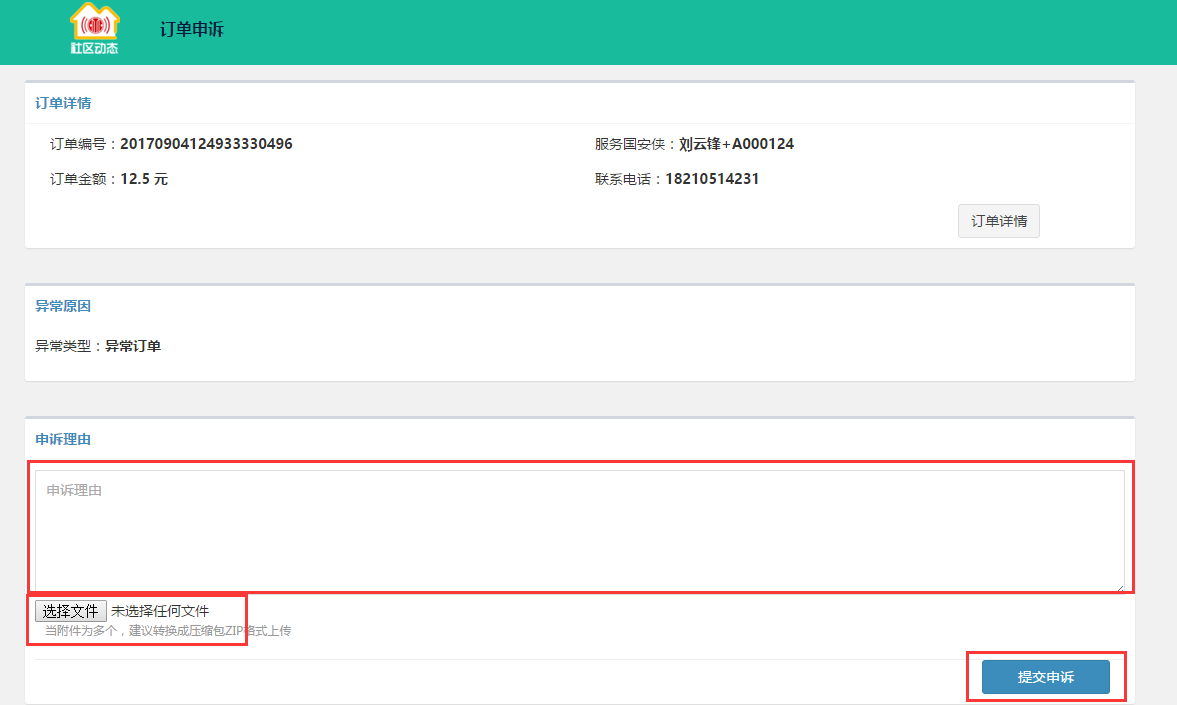 社区动态
订单申诉
订单详情
订单编号：20170904124933330496
服务国安侠：刘云锋+A000124
订单金额：12.5 元
联系电话：18210514231
订单详情
异常原因
异常类型：异常订单
申诉理由
申诉理由
选择文件 未选择任何文件
当附件为多个，建议转换成压缩包ZIP格式上传
提交申诉